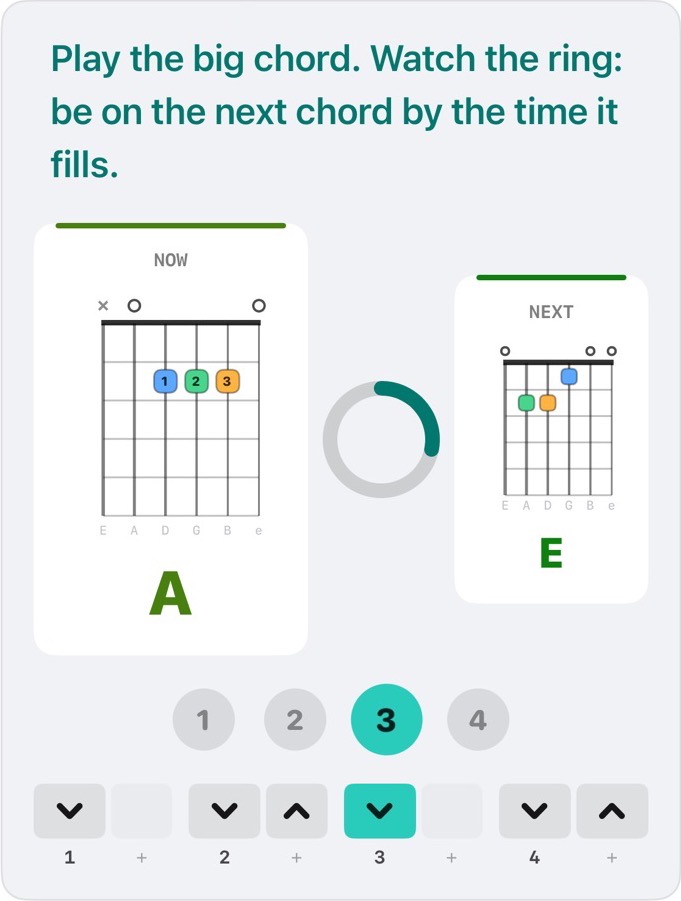 Play the big chord. Watch the ring:
be on the next chord by the time it
fills.
NOW
×
1 2 3
E A D G B e
A
NEXT
E A D G B e
E
1 2 3 4
1 + 2 + 3 + 4 +